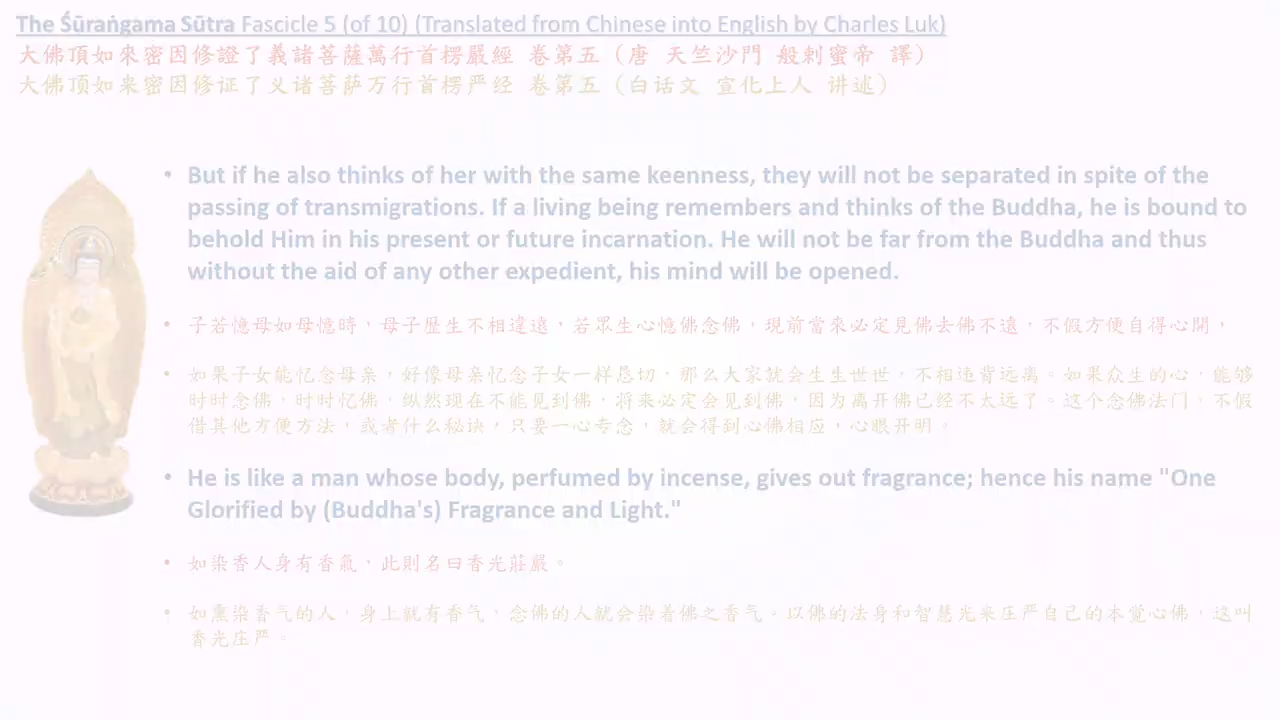 The Śūraṅgama Sūtra Fascicle 5 (of 10) (Translated from Chinese into English by Charles Luk)
大佛頂如來密因修證了義諸菩薩萬行首楞嚴經 卷第五（唐 天竺沙門 般剌蜜帝 譯）
大佛顶如来密因修证了义诸菩萨万行首楞严经 卷第五（白话文 宣化上人 讲述）
• But if he also thinks of her with the same keenness, they will not be separated in spite of the
passing of transmigrations. If a living being remembers and thinks of the Buddha, he is bound to
behold Him in his present or future incarnation. He will not be far from the Buddha and thus
without the aid of any other expedient, his mind will be opened.
• 子若憶母如母憶時，母子歷生不相違遠，若眾生心憶佛念佛，現前當來必定見佛去佛不遠，不假方便自得心開，
• 如果子女能忆念母亲，好像母亲忆念子女一样恳切，那么大家就会生生世世，不相违背远离。如果众生的心，能够
时时念佛，时时忆佛，纵然现在不能见到佛，将来必定会见到佛，因为离开佛已经不太远了。这个念佛法门，不假
借其他方便方法，或者什么秘诀，只要一心专念，就会得到心佛相应，心眼开明。
• He is like a man whose body, perfumed by incense, gives out fragrance; hence his name "One
Glorified by (Buddha's) Fragrance and Light."
• 如染香人身有香氣，此則名曰香光莊嚴。
• 如熏染香气的人，身上就有香气，念佛的人就会染着佛之香气。以佛的法身和智慧光来庄严自己的本觉心佛，这叫
香光庄严。